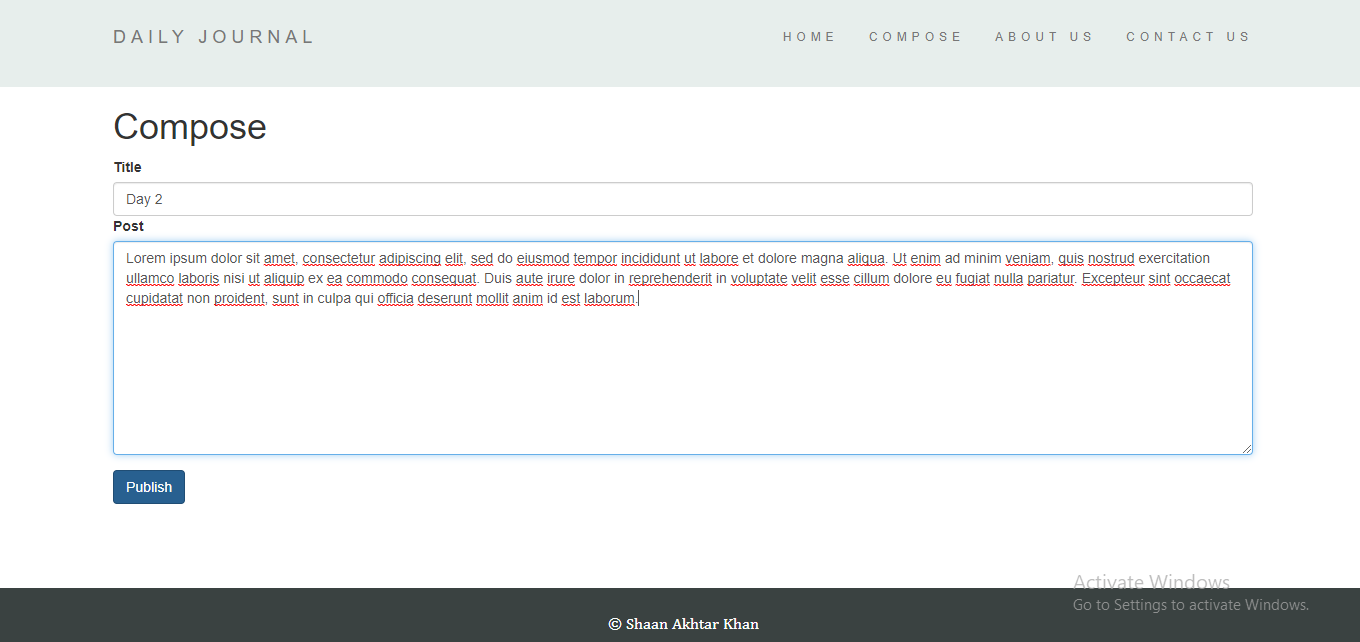 DAILY JOURNAL
HOME COMPOSE ABOUT US CONTACT US
Compose
Title
Day 2
Post
Lorem ipsum dolor sit amet, consectetur adipiscing elit, sed do eiusmod tempor incididunt ut labore et dolore magna aliqua. Ut enim ad minim veniam, quis nostrud exercitation
ullamco laboris nisi ut aliquip ex ea commodo consequat. Duis aute irure dolor in reprehenderit in voluptate velit esse cillum dolore eu fugiat nulla pariatur. Excepteur sint occaecat
cupidatat non proident, sunt in culpa qui officia deserunt mollit anim id est laborum.
Publish
Activate Windows
Go to Settings to activate Windows.
© Shaan Akhtar Khan